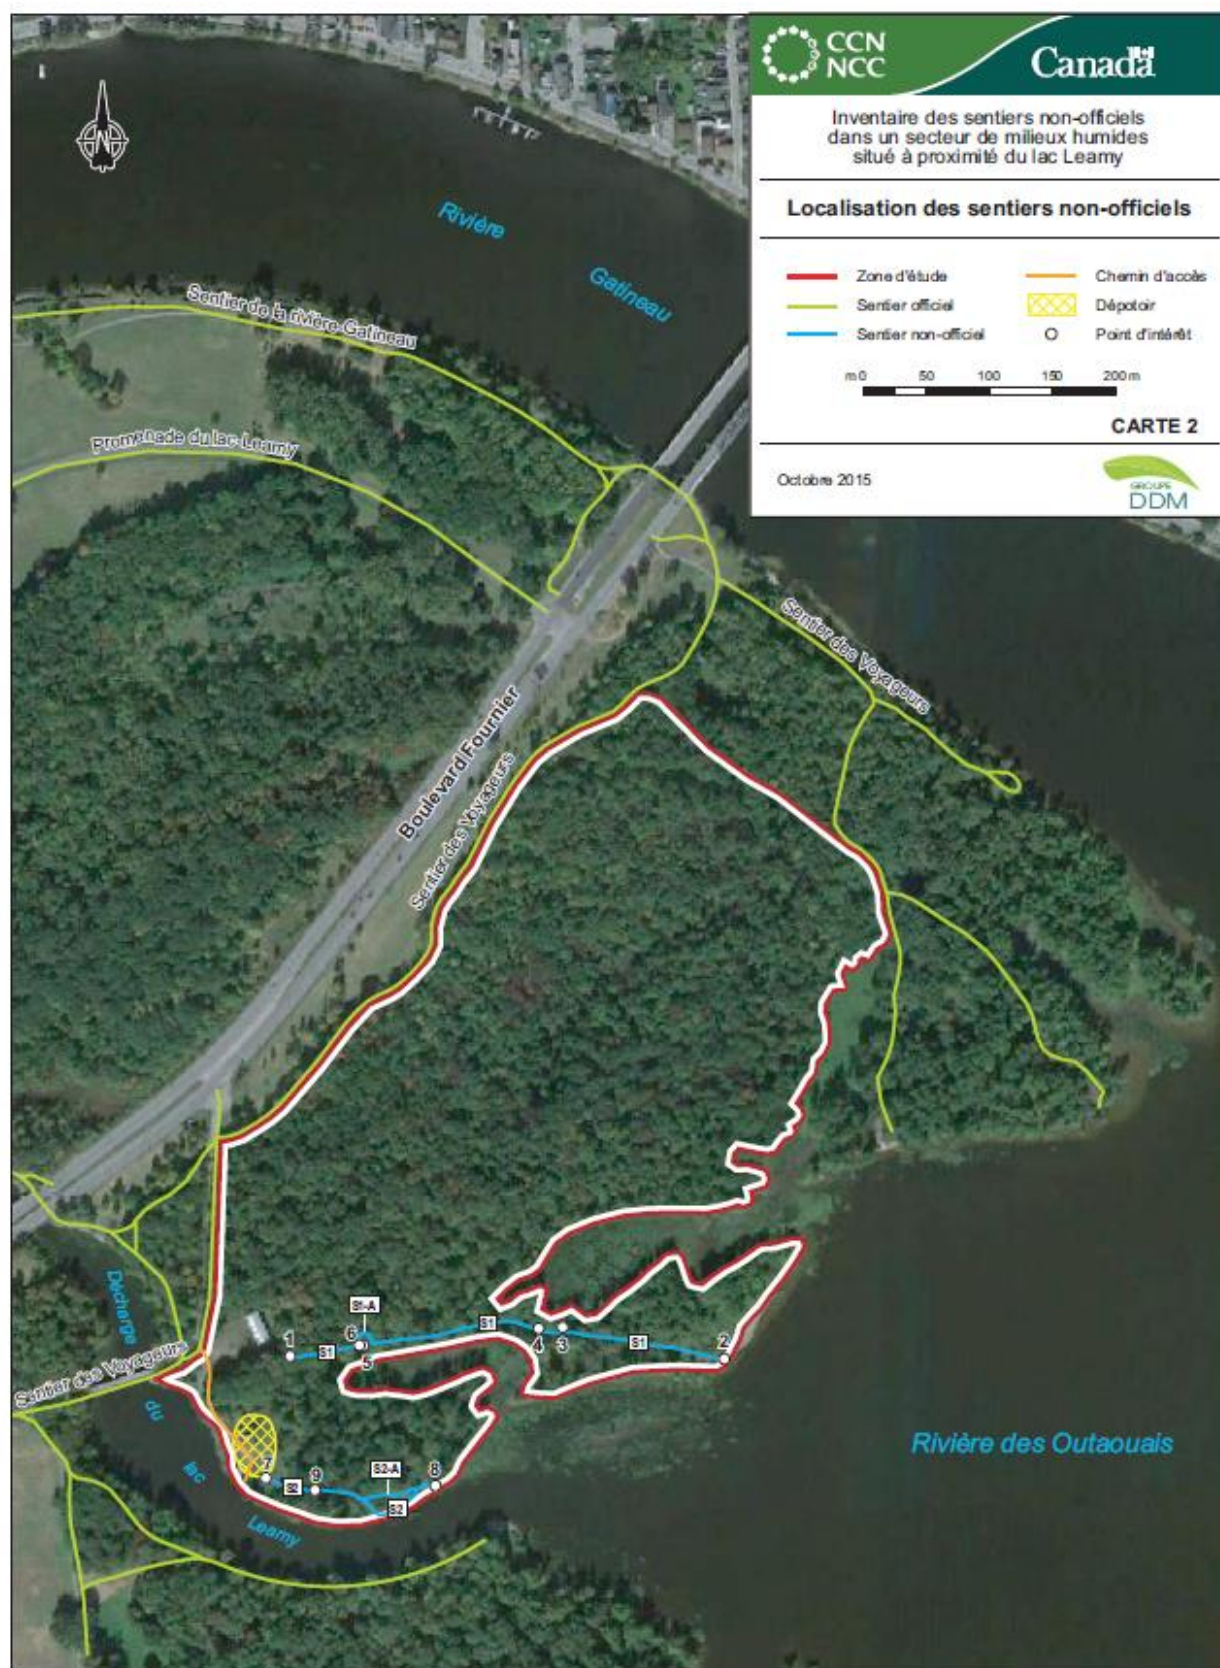 CCN
NCC
Canada
Inventaire des sentiers non-officiels
dans un secteur de milieux humides
situé à proximité du lac Leamy
Localisation des sentiers non-officiels
Zone d'étude
Sentier officiel
Sentier non-officiel
Chemin d'accès
Dépotoir
Point d'intérêt
m 0 50 100 150 200 m
CARTE 2
Octobre 2015
GROUPE
DDM
N
Rivière
Gatineau
Sentier de la rivière-Gatineau
Promenade du lac-Leamy
Sentier des Voyageurs
Boulevard Fournier
Sentier des Voyageurs
Décharge
du
lac
Leamy
Sentier des Voyageurs
Rivière des Outaouais
S1-A
1
S1
6
5
S1
4
3
S1
2
7
S2
9
S2-A
S2
8